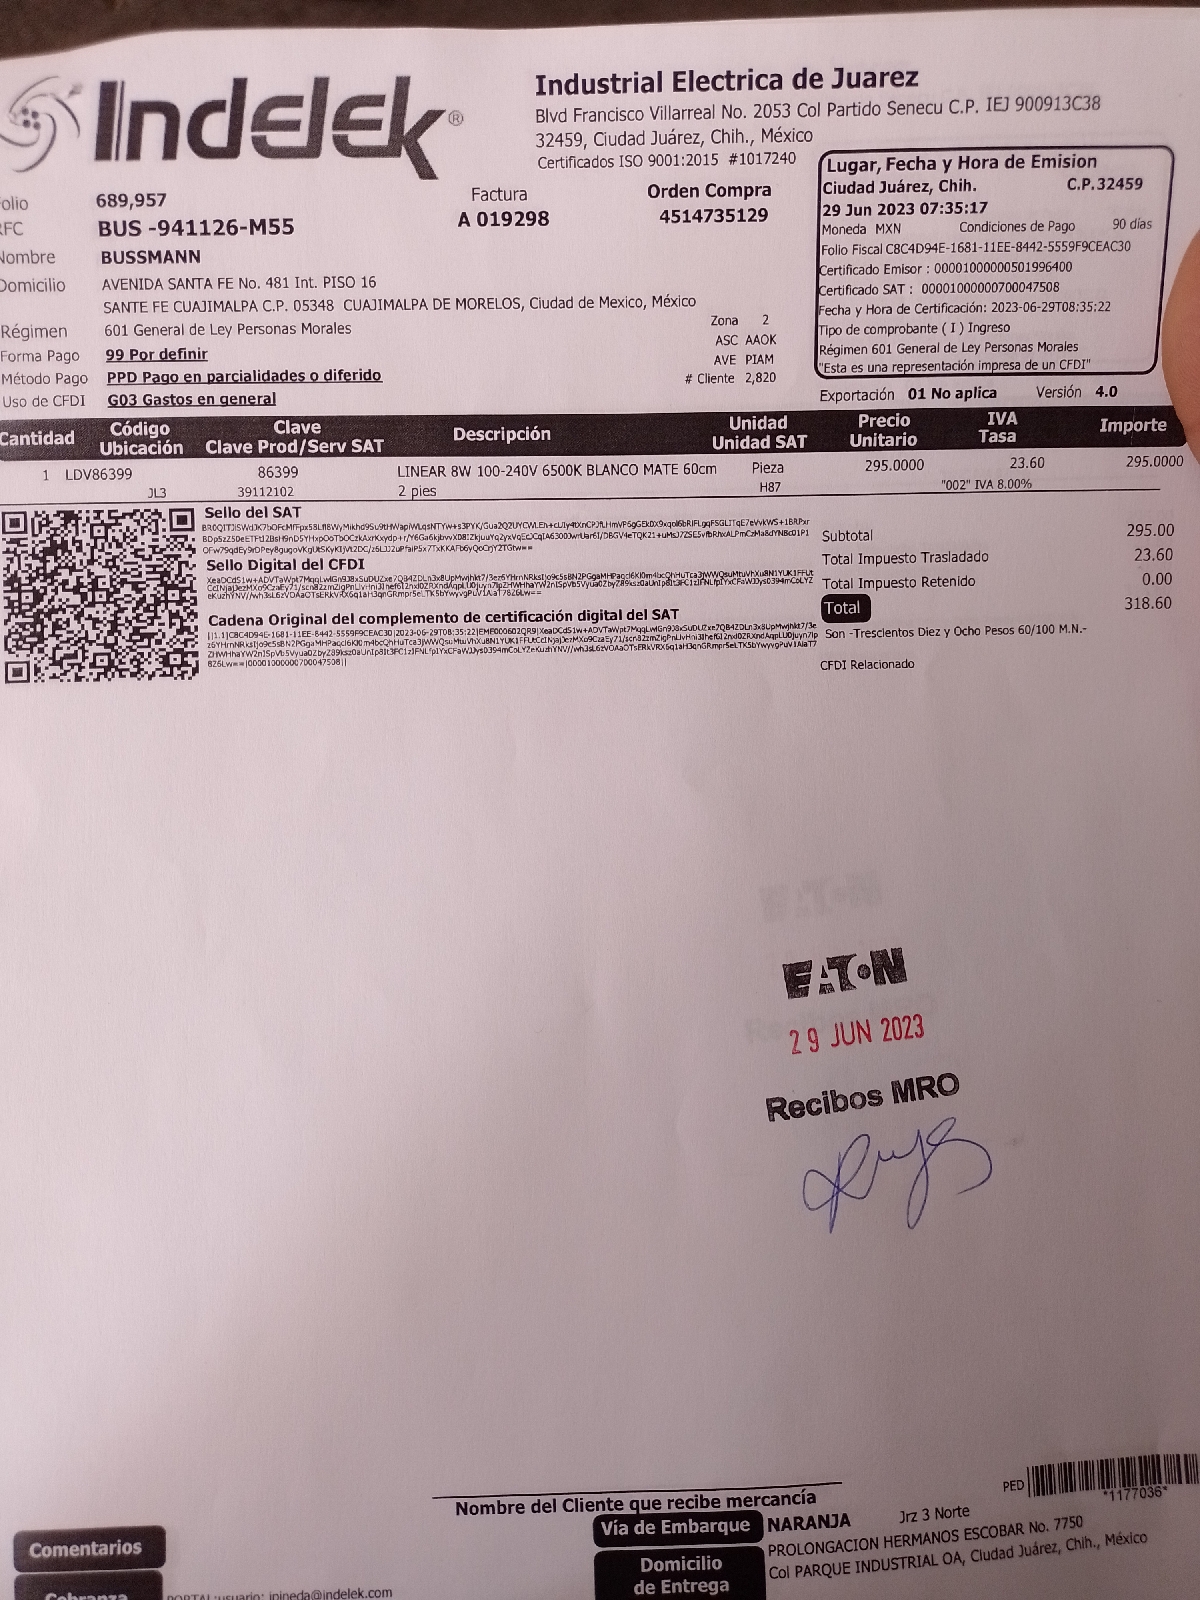 Indelek®
Industrial Electrica de Juarez
Blvd Francisco Villarreal No. 2053 Col Partido Senecu C.P. IEJ 900913C38
32459, Ciudad Juárez, Chih., México
Certificados ISO 9001:2015 #1017240
Lugar, Fecha y Hora de Emision
Ciudad Juárez, Chih. C.P.32459
29 Jun 2023 07:35:17
Moneda MXN Condiciones de Pago 90 días
Folio Fiscal C8C4D94E-1681-11EE-8442-5559F9CEAC30
Certificado Emisor : 00001000000501996400
Certificado SAT : 00001000000700047508
Fecha y Hora de Certificación: 2023-06-29T08:35:22
Tipo de comprobante ( I ) Ingreso
Régimen 601 General de Ley Personas Morales
"Esta es una representación impresa de un CFDI"
Exportación 01 No aplica Versión 4.0
olio 689,957
Factura
A 019298
Orden Compra
4514735129
FC BUS -941126-M55
Nombre BUSSMANN
Domicilio AVENIDA SANTA FE No. 481 Int. PISO 16
SANTE FE CUAJIMALPA C.P. 05348 CUAJIMALPA DE MORELOS, Ciudad de Mexico, México
Régimen 601 General de Ley Personas Morales
Forma Pago 99 Por definir
Método Pago PPD Pago en parcialidades o diferido
Uso de CFDI G03 Gastos en general
Zona 2
ASC AAOK
AVE PIAM
# Cliente 2,820
Cantidad Código Ubicación Clave Clave Prod/Serv SAT Descripción Unidad Unidad SAT Precio Unitario IVA Tasa Importe
1 LDV86399 86399 LINEAR 8W 100-240V 6500K BLANCO MATE 60cm Pieza 295.0000 23.60 295.0000
JL3 39112102 2 pies H87 "002" IVA 8.00%
Sello del SAT
Sello Digital del CFDI
Cadena Original del complemento de certificación digital del SAT
Subtotal 295.00
Total Impuesto Trasladado 23.60
Total Impuesto Retenido 0.00
Total 318.60
Son -Trescientos Diez y Ocho Pesos 60/100 M.N.-
CFDI Relacionado
EATON
29 JUN 2023
Recibos MRO
Nombre del Cliente que recibe mercancía
PED
*1177036*
Vía de Embarque NARANJA Jrz 3 Norte
Domicilio de Entrega PROLONGACION HERMANOS ESCOBAR No. 7750
Col PARQUE INDUSTRIAL OA, Ciudad Juárez, Chih., México
Comentarios
Cobranza
PORTAL:usuario: jpineda@indelek.com